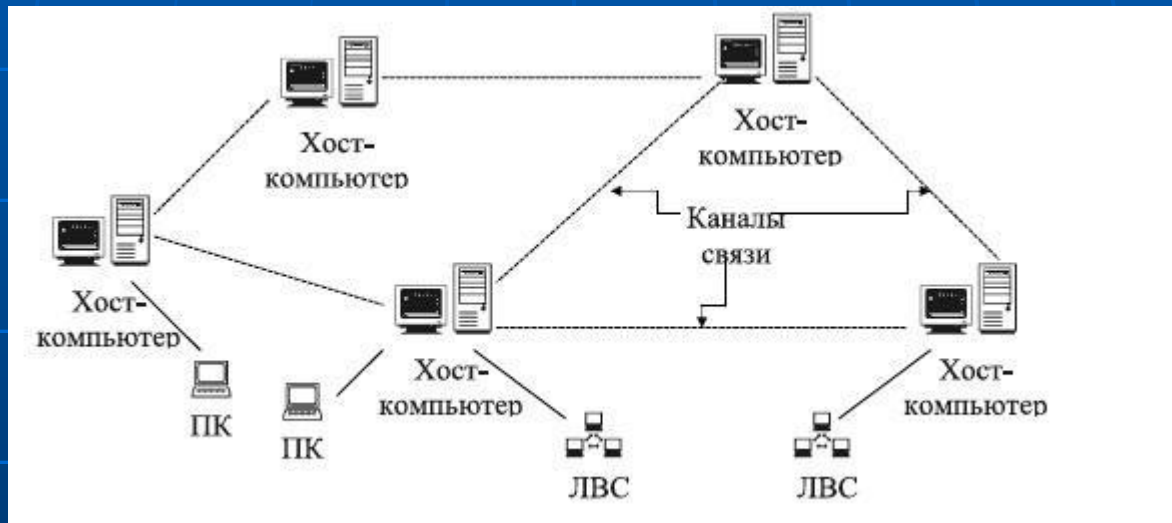 Хост-
компьютер
Хост-
компьютер
Каналы
связи
Хост-
компьютер
Хост-
компьютер
Хост-
компьютер
ПК
ПК
ЛВС
ЛВС